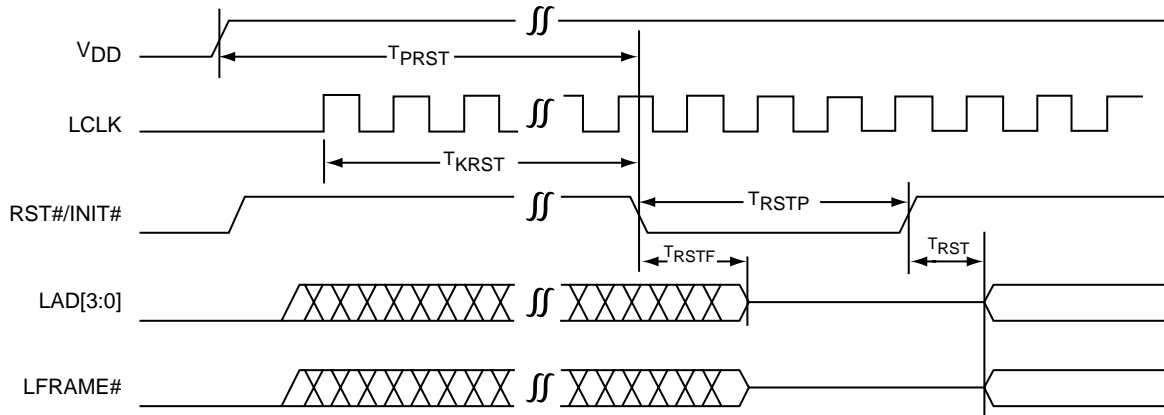 VDD
TPRST
LCLK
TKRST
RST#/INIT#
TRSTP
TRSTF
TRST
LAD[3:0]
LFRAME#